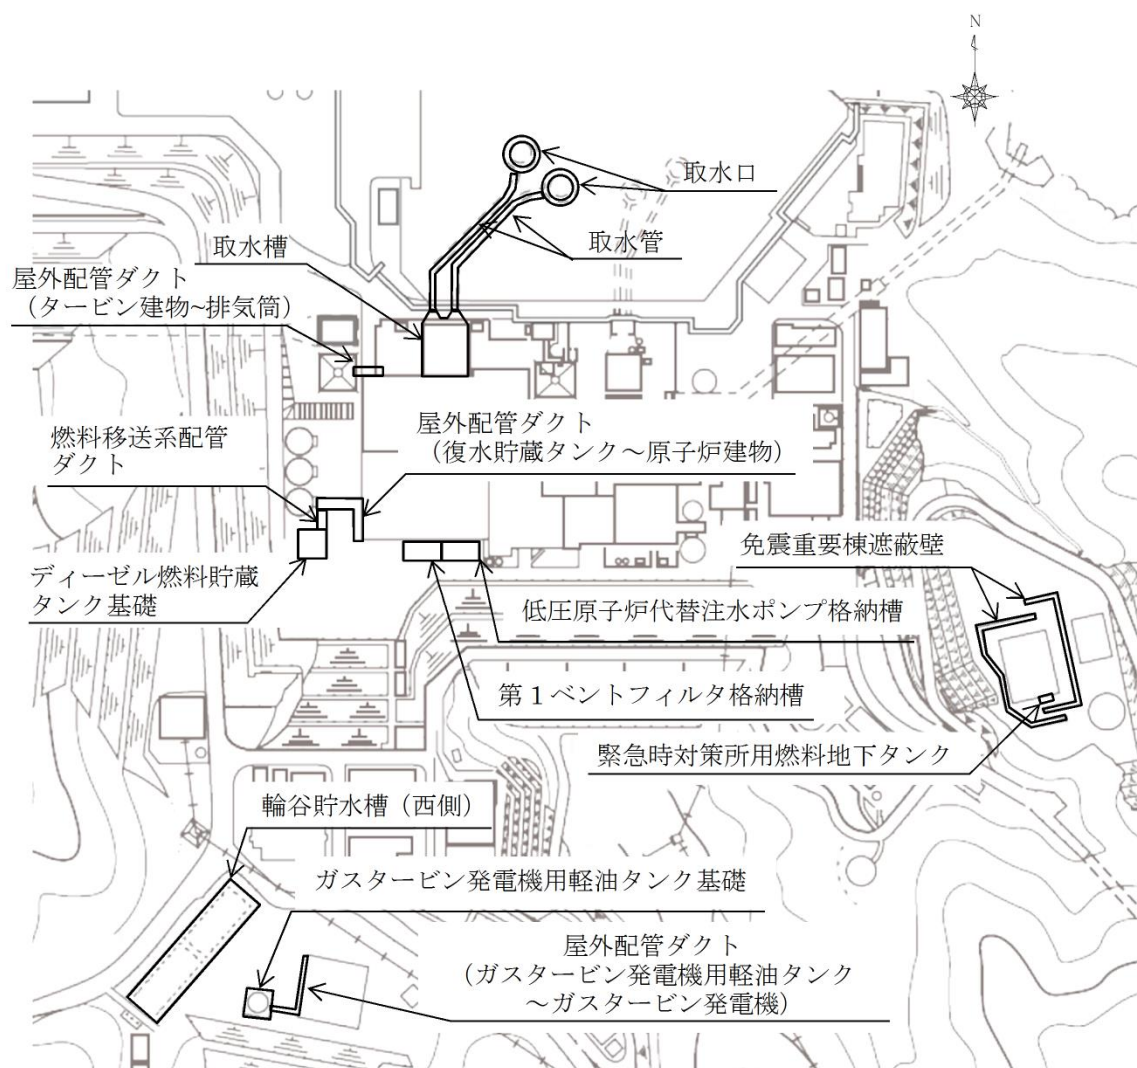 N
取水口
取水槽
取水管
屋外配管ダクト
（タービン建物~排気筒）
燃料移送系配管
ダクト
屋外配管ダクト
（復水貯蔵タンク～原子炉建物）
免震重要棟遮蔽壁
ディーゼル燃料貯蔵
タンク基礎
低圧原子炉代替注水ポンプ格納槽
第１ベントフィルタ格納槽
緊急時対策所用燃料地下タンク
輪谷貯水槽（西側）
ガスタービン発電機用軽油タンク基礎
屋外配管ダクト
（ガスタービン発電機用軽油タンク
～ガスタービン発電機）